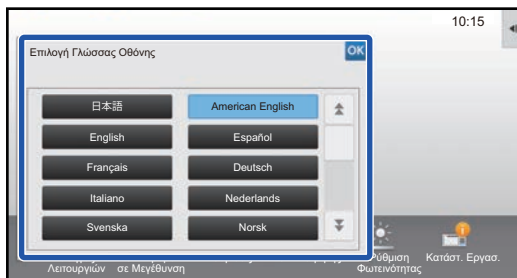 10:15
Επιλογή Γλώσσας Οθόνης
OK
日本語
American English
English
Español
Français
Deutsch
Italiano
Nederlands
Svenska
Norsk
Ρύθμιση
Φωτεινότητας
Κατάστ. Εργασ.
Λειτουργιών
σε Μεγέθυνση